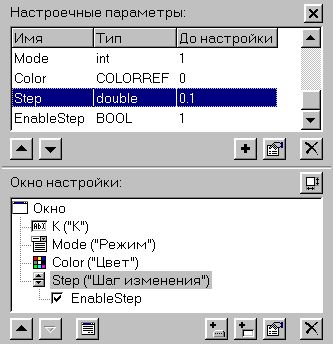 Настроечные параметры:
Имя Тип До настройки
Mode int 1
Color COLORREF 0
Step double 0.1
EnableStep BOOL 1
Окно настройки:
Окно
K ("K")
Mode ("Режим")
Color ("Цвет")
Step ("Шаг изменения")
EnableStep